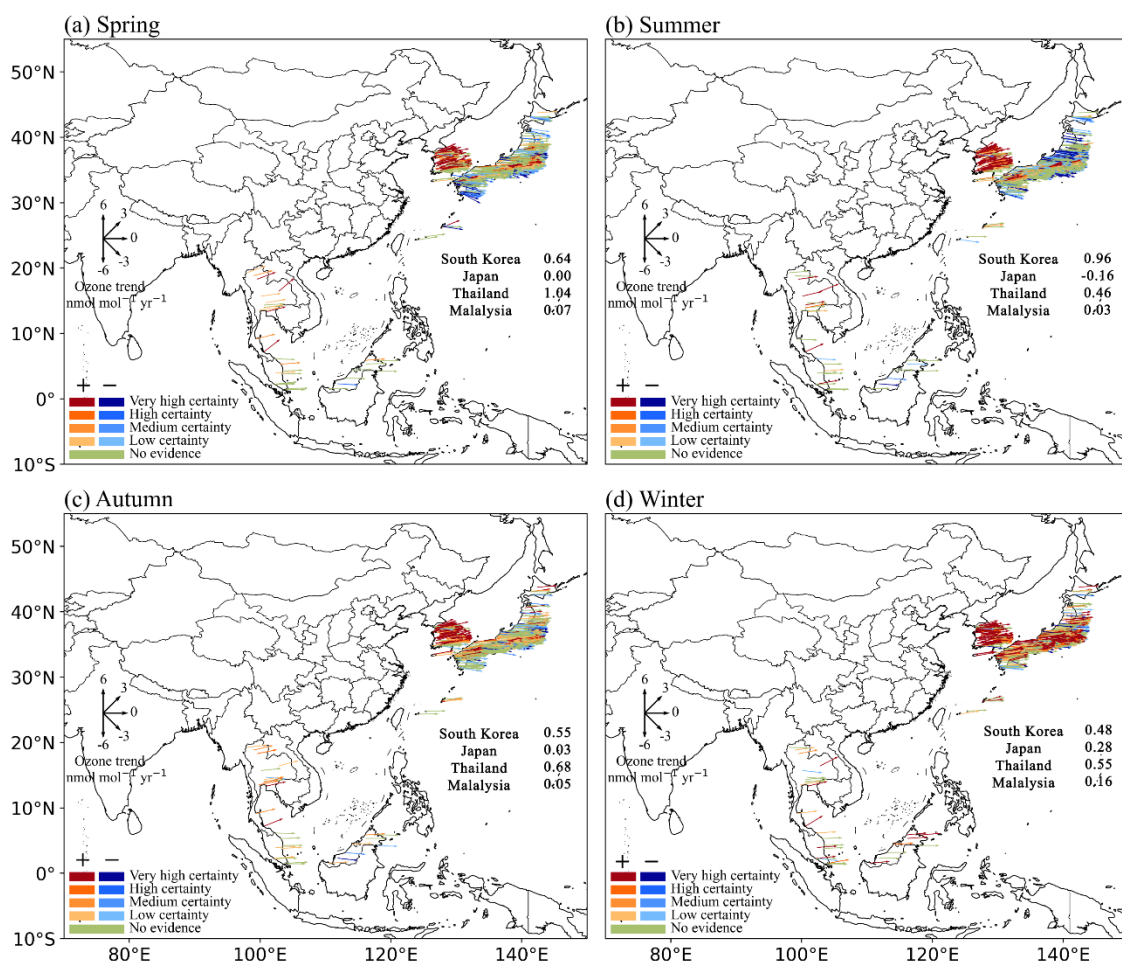 (a) Spring
(b) Summer
50°N
40°N
30°N
20°N
10°N
0°
10°S
6
3
0
-3
-6
Ozone trend
nmol mol−1 yr−1
South Korea 0.64
Japan 0.00
Thailand 1.04
Malalysia 0.07
+ −
Very high certainty
High certainty
Medium certainty
Low certainty
No evidence
6
3
0
-3
-6
Ozone trend
nmol mol−1 yr−1
South Korea 0.96
Japan -0.16
Thailand 0.46
Malalysia 0.03
+ −
Very high certainty
High certainty
Medium certainty
Low certainty
No evidence
(c) Autumn
(d) Winter
50°N
40°N
30°N
20°N
10°N
0°
10°S
6
3
0
-3
-6
Ozone trend
nmol mol−1 yr−1
South Korea 0.55
Japan 0.03
Thailand 0.68
Malalysia 0.05
+ −
Very high certainty
High certainty
Medium certainty
Low certainty
No evidence
6
3
0
-3
-6
Ozone trend
nmol mol−1 yr−1
South Korea 0.48
Japan 0.28
Thailand 0.55
Malalysia 0.16
+ −
Very high certainty
High certainty
Medium certainty
Low certainty
No evidence
80°E 100°E 120°E 140°E
80°E 100°E 120°E 140°E